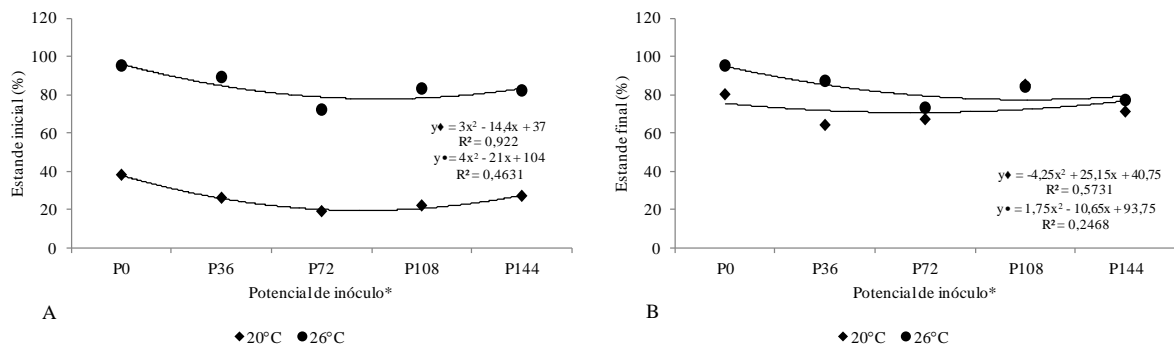 120
100
80
60
40
20
0
Estande inicial (%)
y♦ = 3x² - 14,4x + 37
R² = 0,922
y• = 4x² - 21x + 104
R² = 0,4631
P0 P36 P72 P108 P144
Potencial de inóculo*
A
♦20°C ●26°C
120
100
80
60
40
20
0
Estande final (%)
y♦ = -4,25x² + 25,15x + 40,75
R² = 0,5731
y• = 1,75x² - 10,65x + 93,75
R² = 0,2468
P0 P36 P72 P108 P144
Potencial de inóculo*
B
♦20°C ●26°C